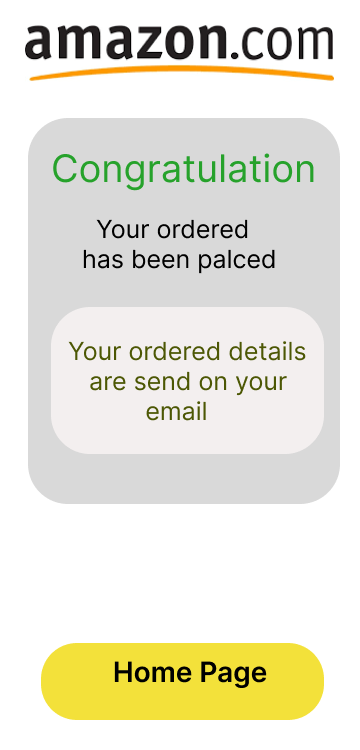 amazon.com
Congratulation
Your ordered
has been palced
Your ordered details
are send on your
email
Home Page